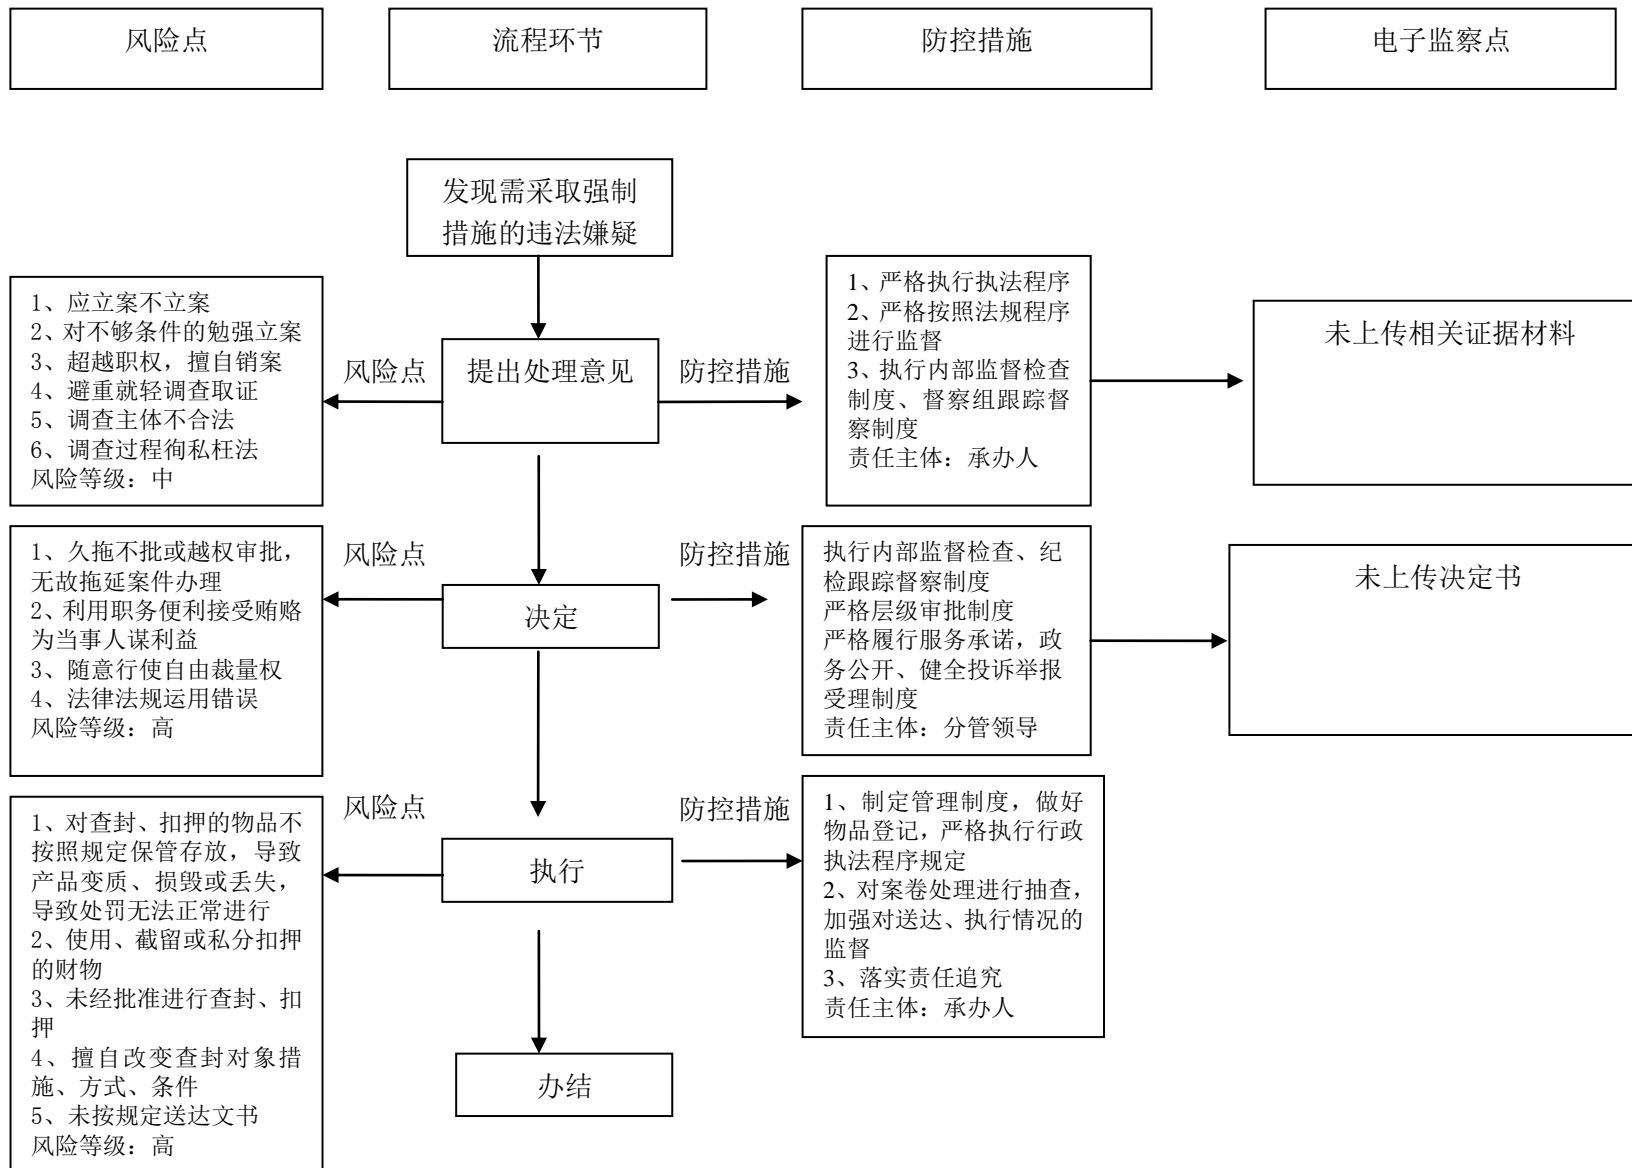 风险点
流程环节
防控措施
电子监察点
发现需采取强制
措施的违法嫌疑
1、应立案不立案
2、对不够条件的勉强立案
3、超越职权，擅自销案
4、避重就轻调查取证
5、调查主体不合法
6、调查过程徇私枉法
风险等级：中
风险点
提出处理意见
防控措施
1、严格执行执法程序
2、严格按照法规程序
进行监督
3、执行内部监督检查
制度、督察组跟踪督
察制度
责任主体：承办人
未上传相关证据材料
1、久拖不批或越权审批，
无故拖延案件办理
2、利用职务便利接受贿赂
为当事人谋利益
3、随意行使自由裁量权
4、法律法规运用错误
风险等级：高
风险点
决定
防控措施
执行内部监督检查、纪
检跟踪督察制度
严格层级审批制度
严格履行服务承诺，政
务公开、健全投诉举报
受理制度
责任主体：分管领导
未上传决定书
1、对查封、扣押的物品不
按照规定保管存放，导致
产品变质、损毁或丢失，
导致处罚无法正常进行
2、使用、截留或私分扣押
的财物
3、未经批准进行查封、扣
押
4、擅自改变查封对象措
施、方式、条件
5、未按规定送达文书
风险等级：高
风险点
执行
防控措施
1、制定管理制度，做好
物品登记，严格执行行政
执法程序规定
2、对案卷处理进行抽查，
加强对送达、执行情况的
监督
3、落实责任追究
责任主体：承办人
办结